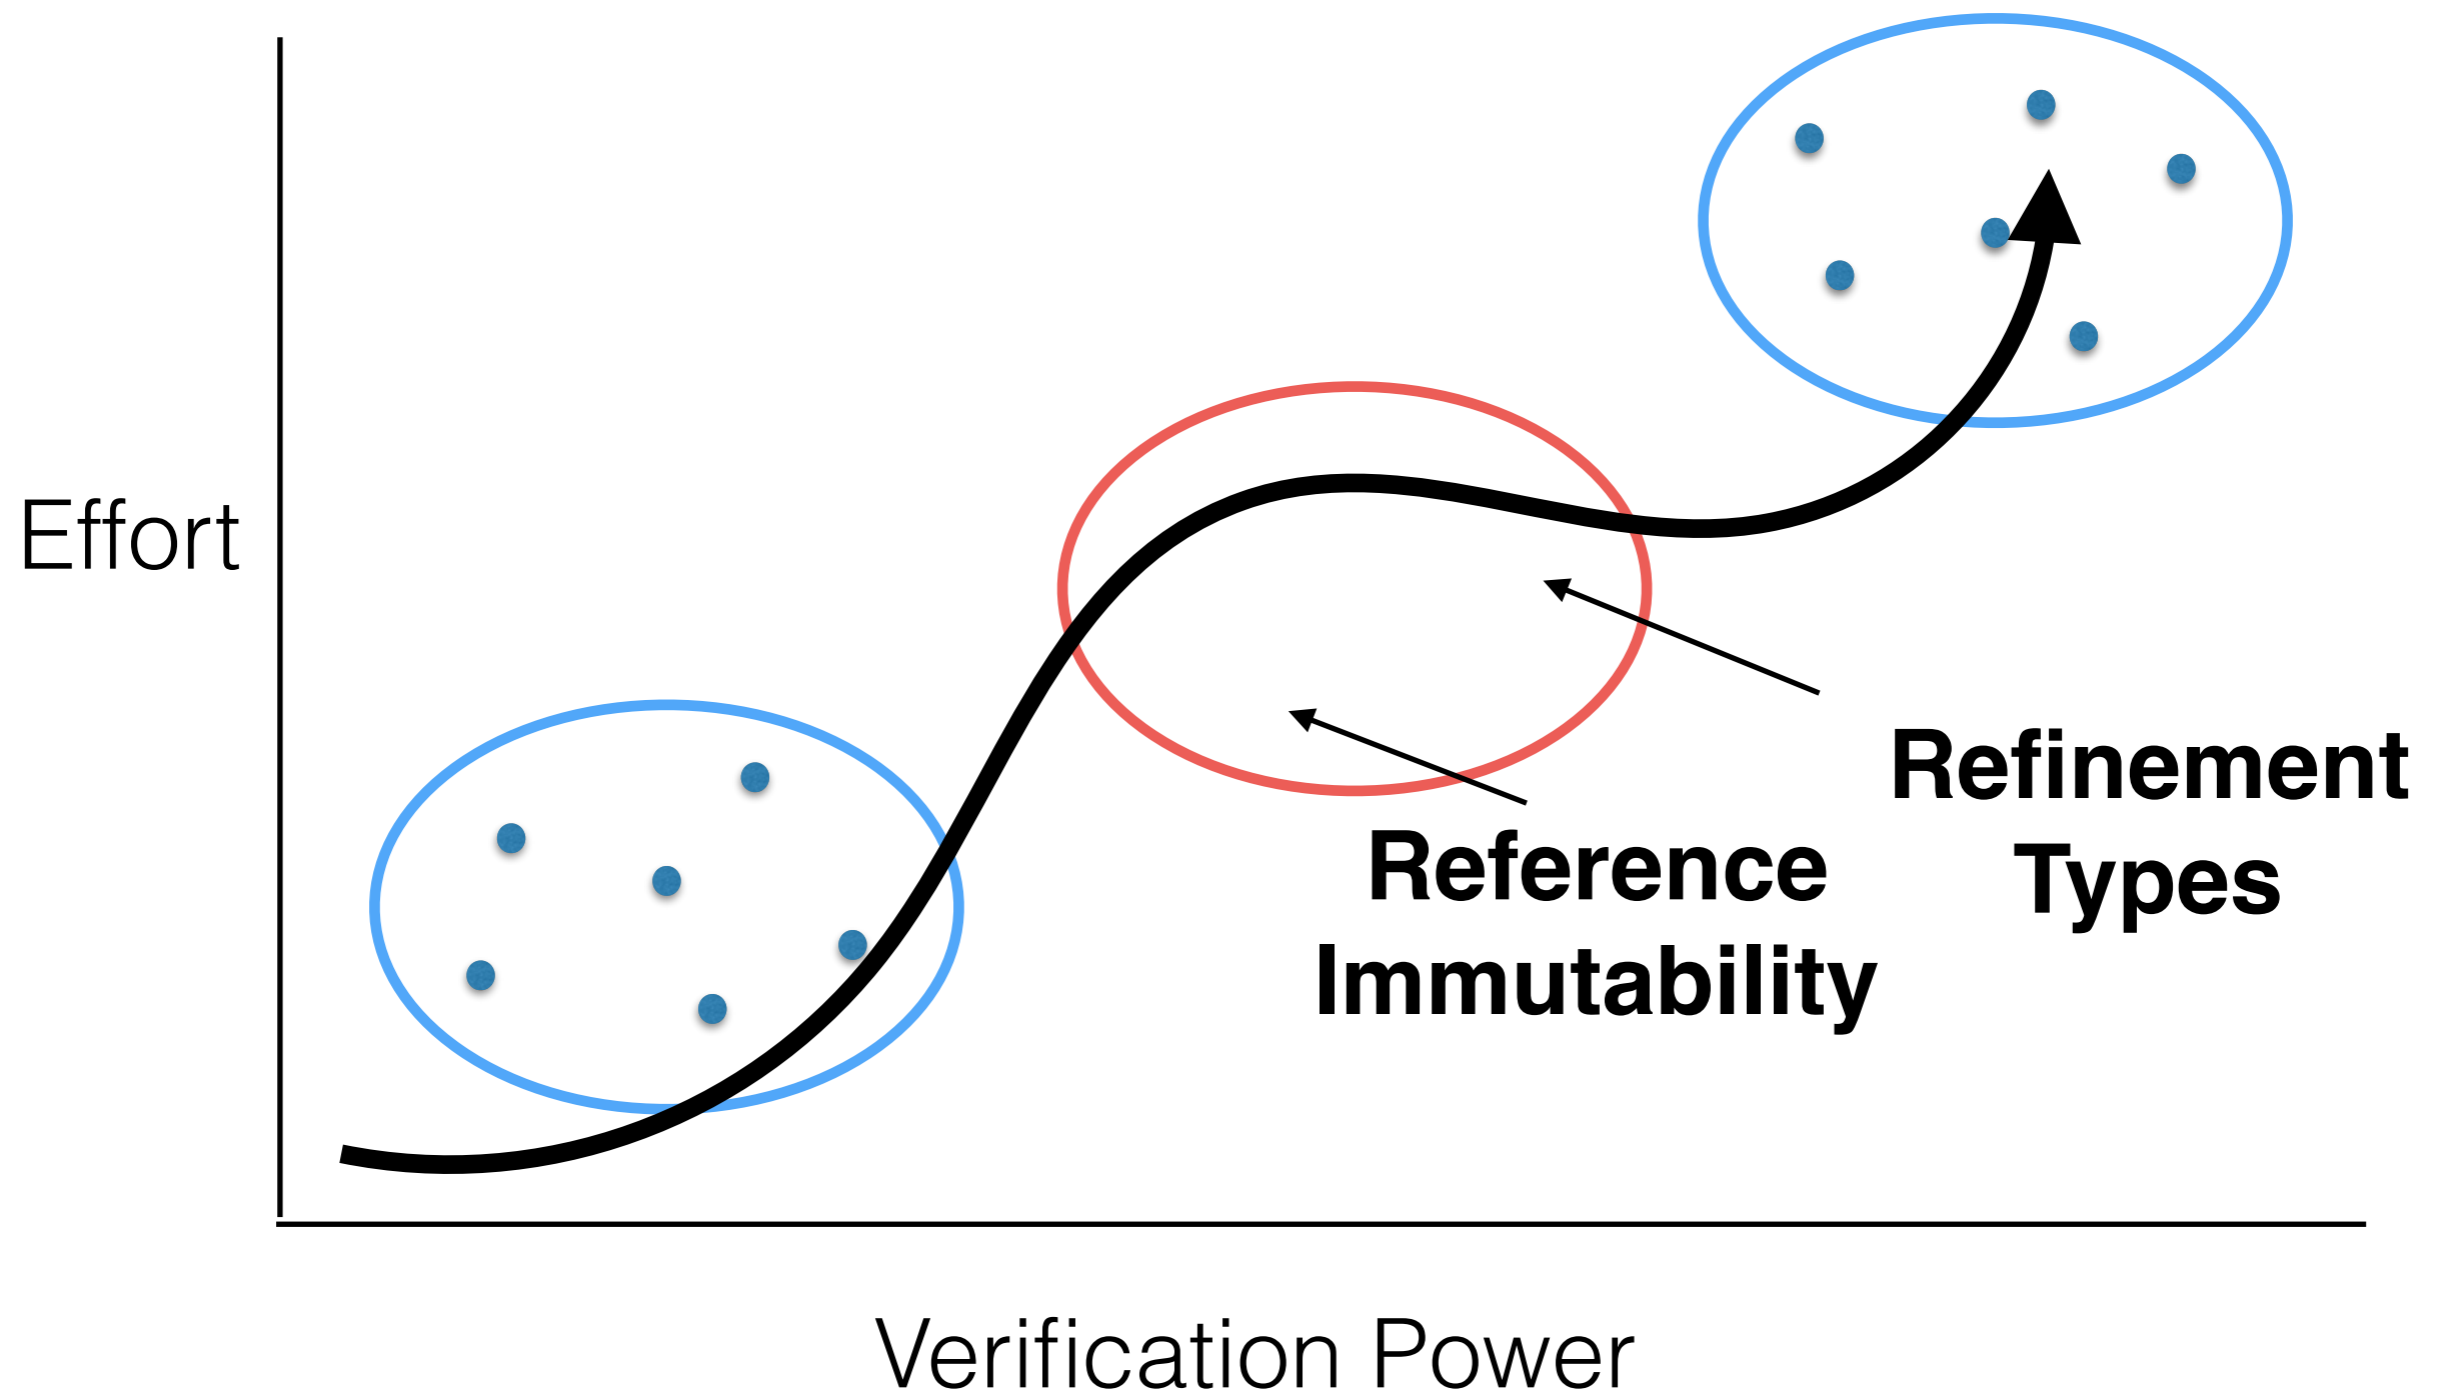 Effort
Refinement
Types
Reference
Immutability
Verification Power